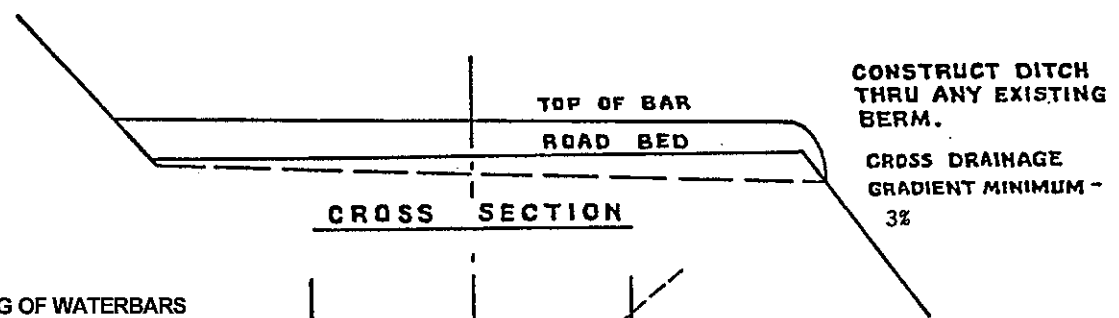 TOP OF BAR
ROAD BED
CONSTRUCT DITCH
THRU ANY EXISTING
BERM.
CROSS DRAINAGE
GRADIENT MINIMUM -
3%
CROSS SECTION
G OF WATERBARS